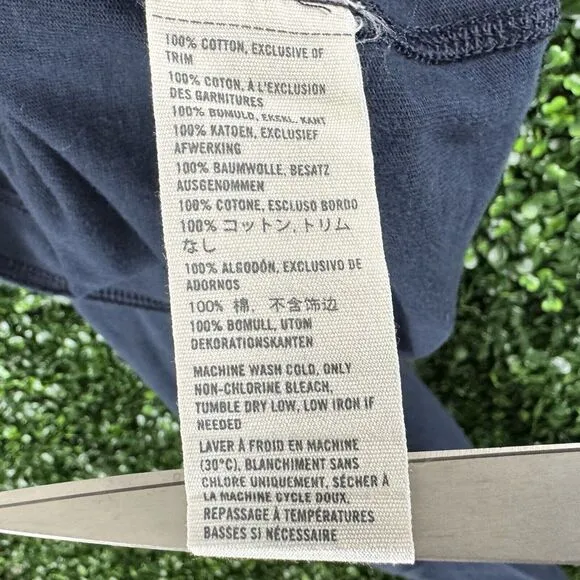 100% COTTON, EXCLUSIVE OF
TRIM
100% COTON, À L'EXCLUSION
DES GARNITURES
100% BOMULD, EKSKL. KANT
100% KATOEN, EXCLUSIEF
AFWERKING
100% BAUMWOLLE, BESATZ
AUSGENOMMEN
100% COTONE, ESCLUSO BORDO
100% コットン, トリム
なし
100% ALGODÓN, EXCLUSIVO DE
ADORNOS
100% 棉, 不含饰边
100% BOMULL, UTOM
DEKORATIONSKANTEN
MACHINE WASH COLD, ONLY
NON-CHLORINE BLEACH,
TUMBLE DRY LOW, LOW IRON IF
NEEDED
LAVER À FROID EN MACHINE
(30°C), BLANCHIMENT SANS
CHLORE UNIQUEMENT, SÉCHER À
LA MACHINE CYCLE DOUX,
REPASSAGE À TEMPÉRATURES
BASSES SI NÉCESSAIRE